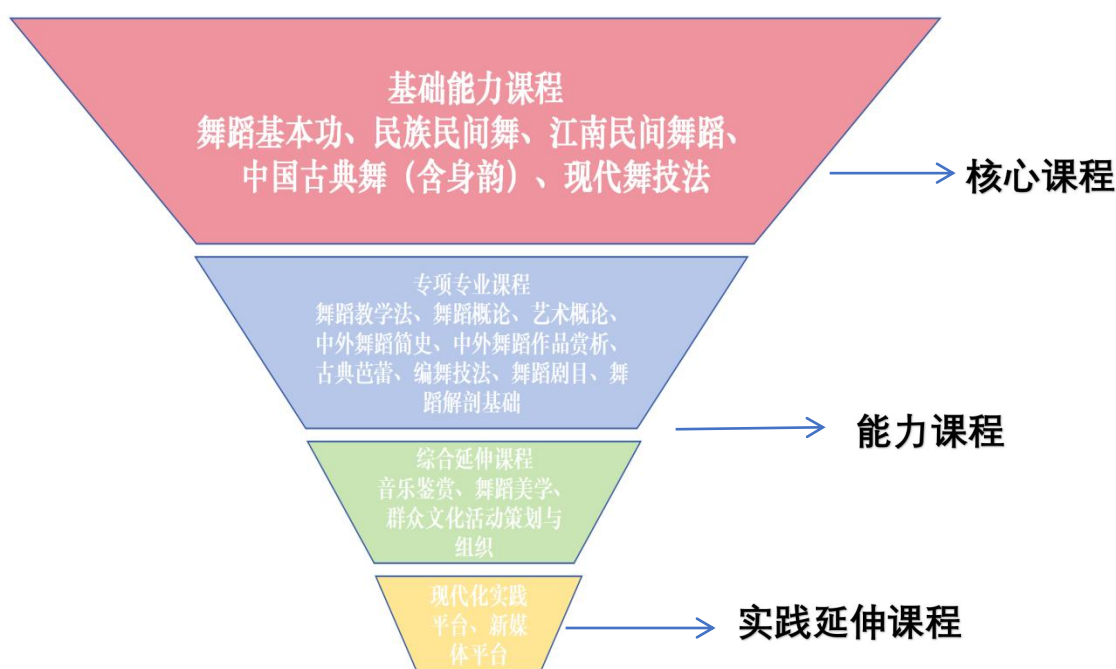 基础能力课程
舞蹈基本功、民族民间舞、江南民间舞蹈、
中国古典舞（含身韵）、现代舞技法
核心课程
专项专业课程
舞蹈教学法、舞蹈概论、艺术概论、
中外舞蹈简史、中外舞蹈作品赏析、
古典芭蕾、编舞技法、舞蹈剧目、舞
蹈解剖基础
能力课程
综合延伸课程
音乐鉴赏、舞蹈美学、
群众文化活动策划与
组织
现代化实践
平台、新媒
体平台
实践延伸课程